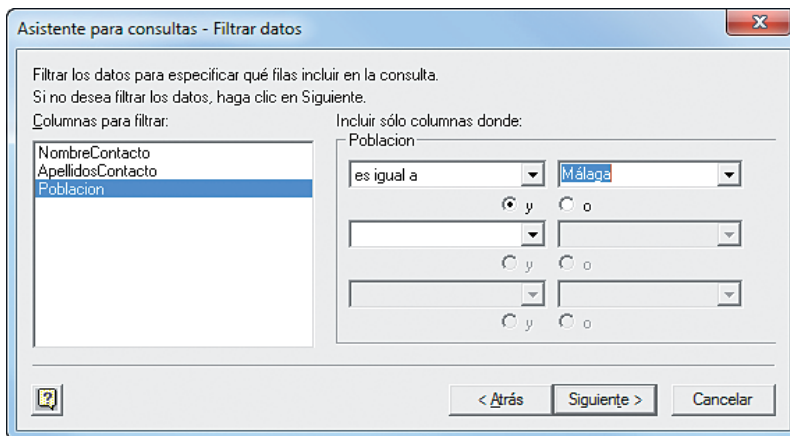 Asistente para consultas - Filtrar datos
Filtrar los datos para especificar qué filas incluir en la consulta.
Si no desea filtrar los datos, haga clic en Siguiente.
Columnas para filtrar:
NombreContacto
ApellidosContacto
Poblacion
Incluir sólo columnas donde:
Poblacion
es igual a Málaga
y o
y o
y o
< Atrás Siguiente > Cancelar